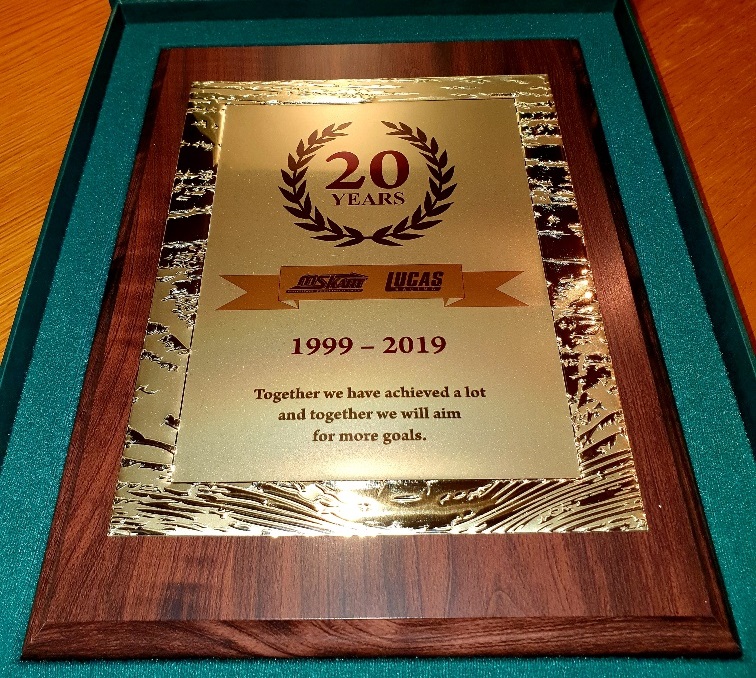 20
YEARS
LUCAS
1999 – 2019
Together we have achieved a lot
and together we will aim
for more goals.